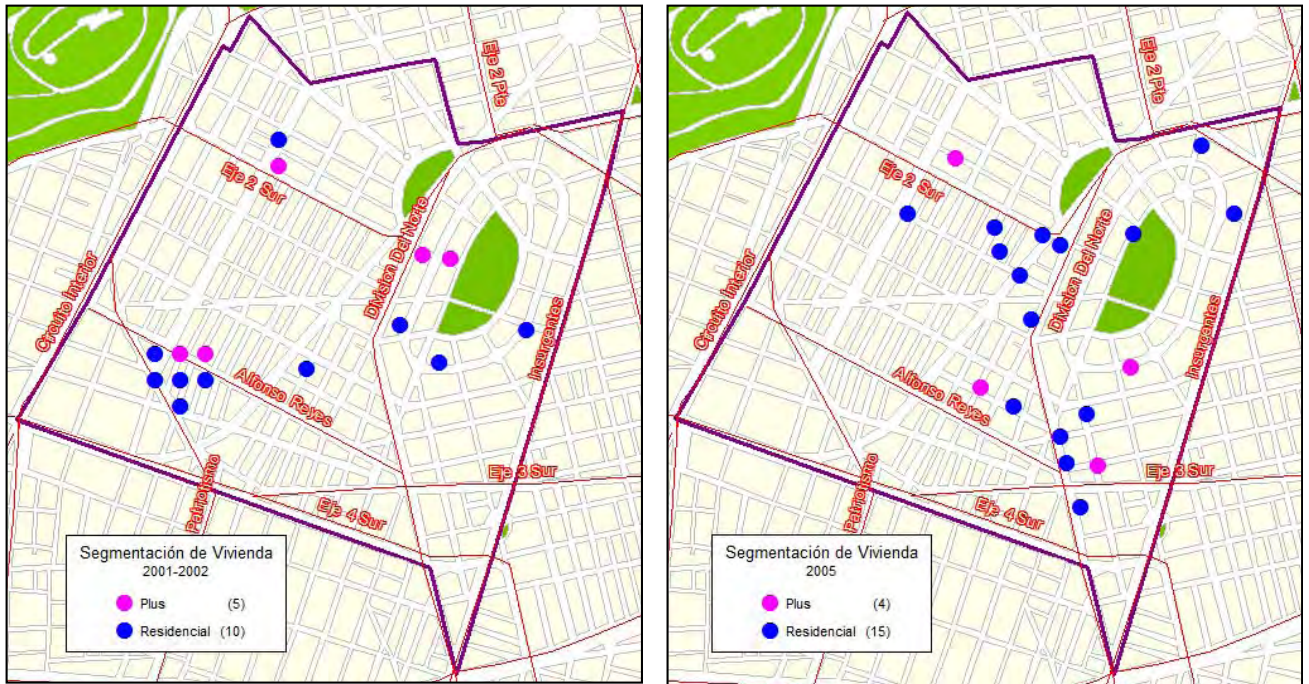 Eje 2 Pte
Eje 2 Sur
Division Del Norte
Circuito Interior
Insurgentes
Alfonso Reyes
Eje 3 Sur
Patriotismo
Eje 4 Sur
Segmentación de Vivienda
2001-2002
Plus (5)
Residencial (10)
Eje 2 Pte
Eje 2 Sur
Division Del Norte
Circuito Interior
Insurgentes
Alfonso Reyes
Eje 3 Sur
Patriotismo
Eje 4 Sur
Segmentación de Vivienda
2005
Plus (4)
Residencial (15)